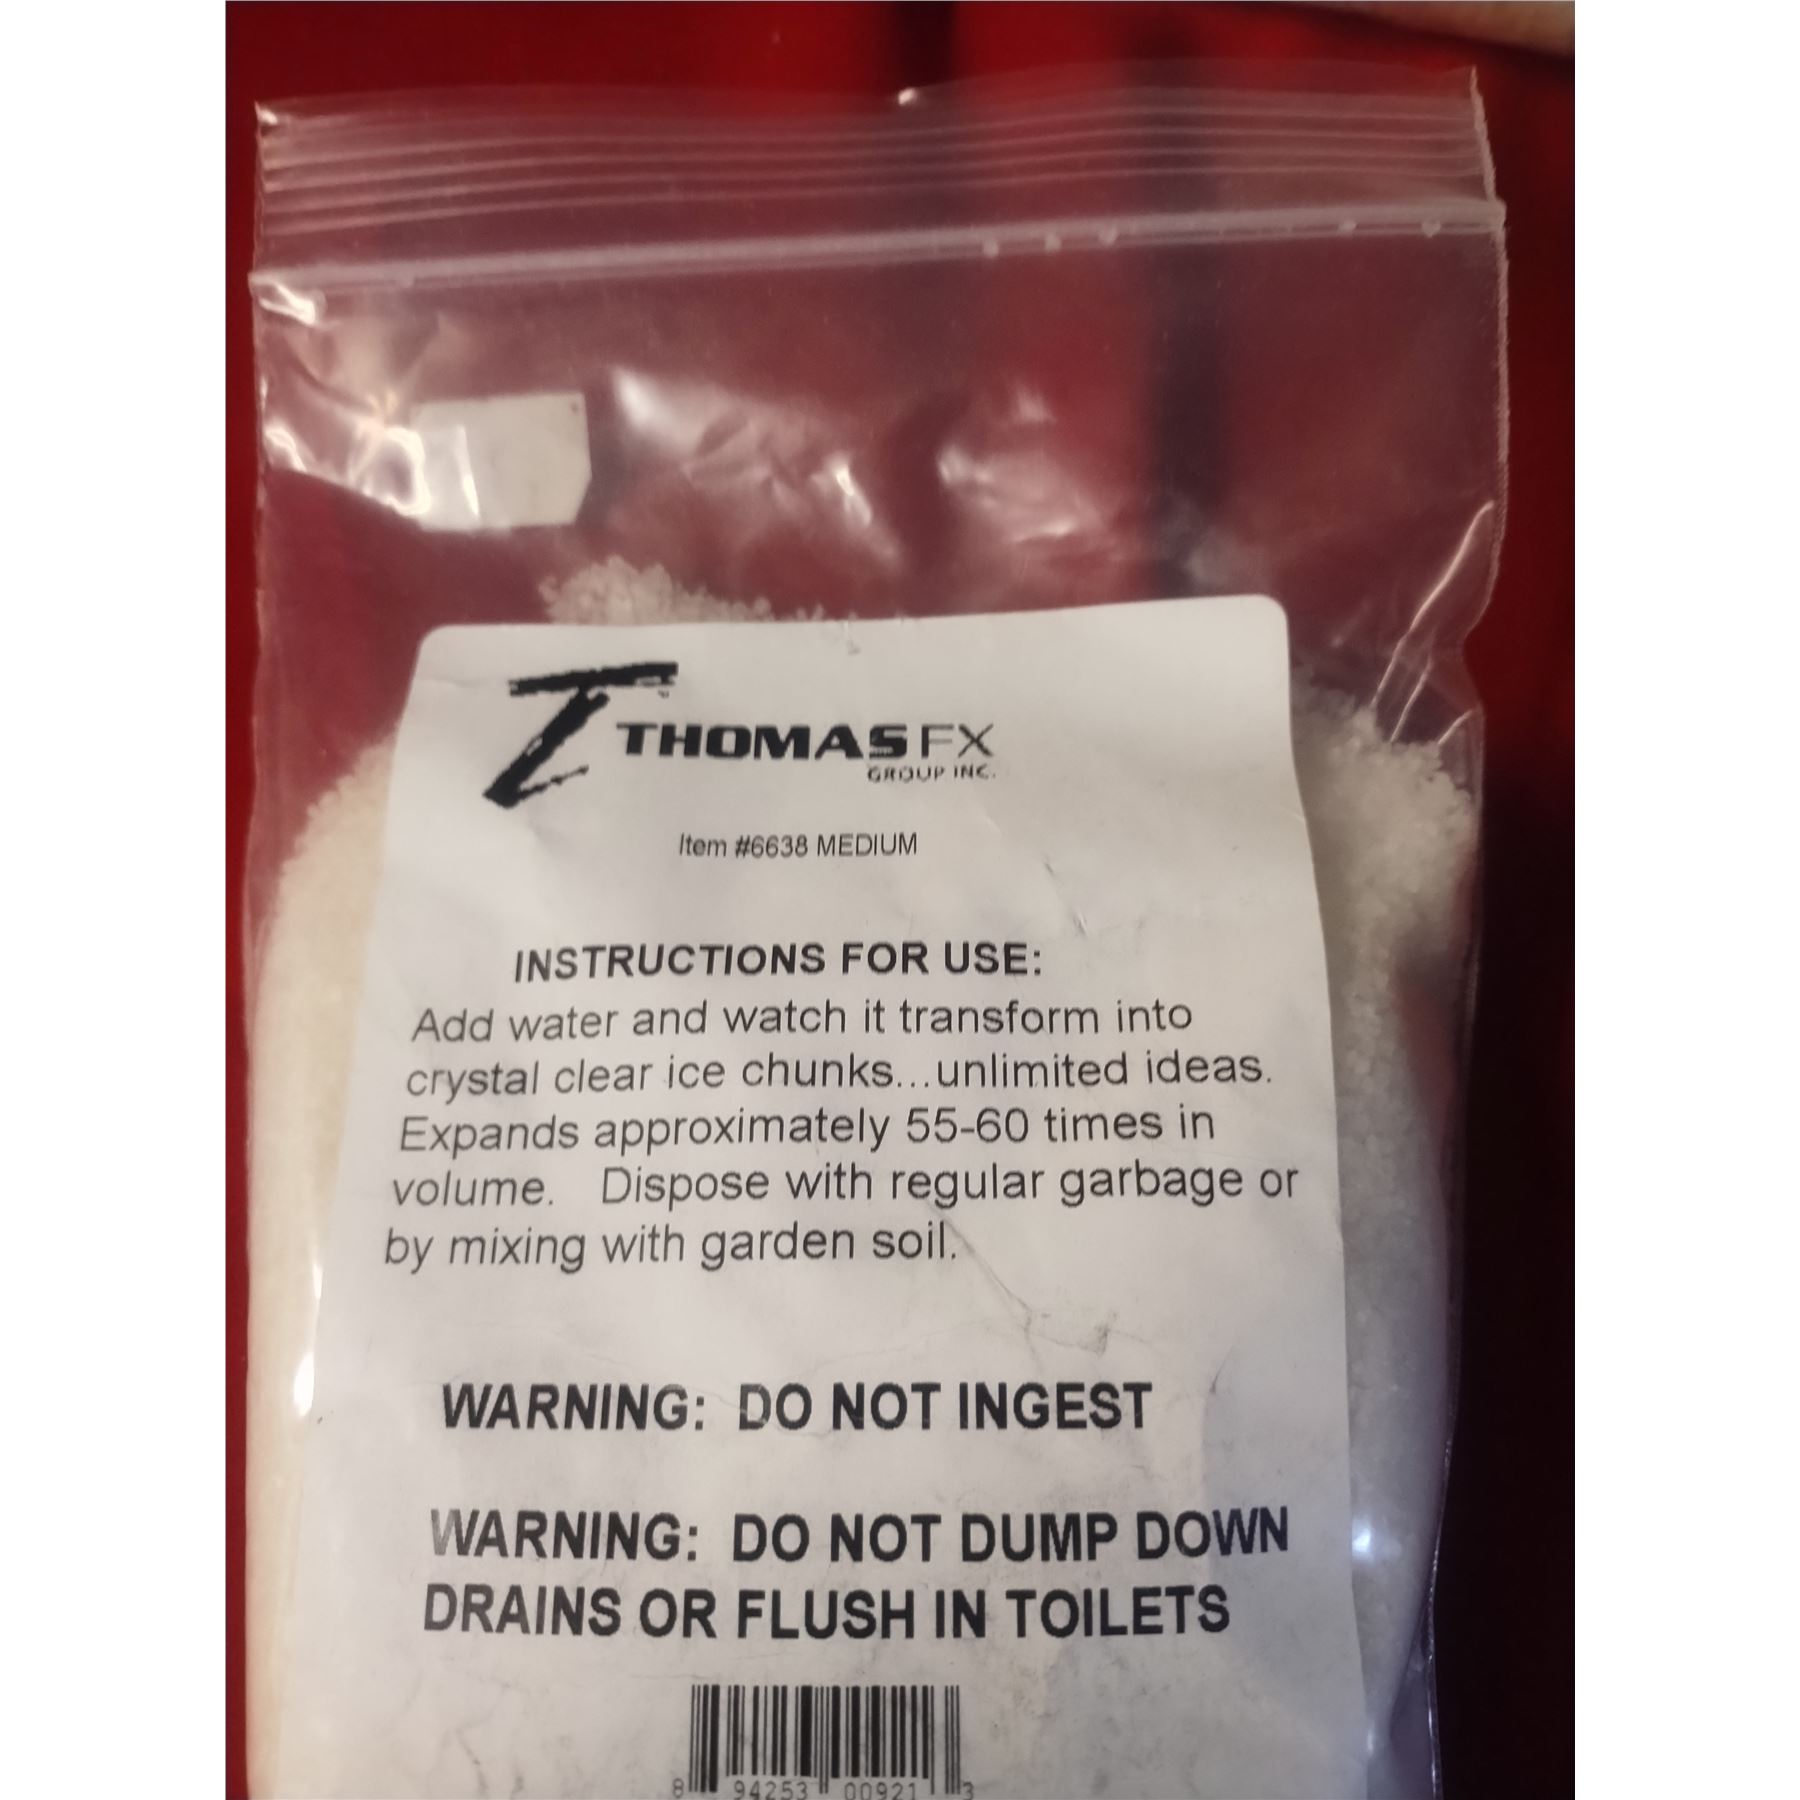 T THOMASFX
GROUP INC.
Item #6638 MEDIUM
INSTRUCTIONS FOR USE:
Add water and watch it transform into
crystal clear ice chunks...unlimited ideas.
Expands approximately 55-60 times in
volume. Dispose with regular garbage or
by mixing with garden soil.
WARNING: DO NOT INGEST
WARNING: DO NOT DUMP DOWN
DRAINS OR FLUSH IN TOILETS
8 94253 00921 3